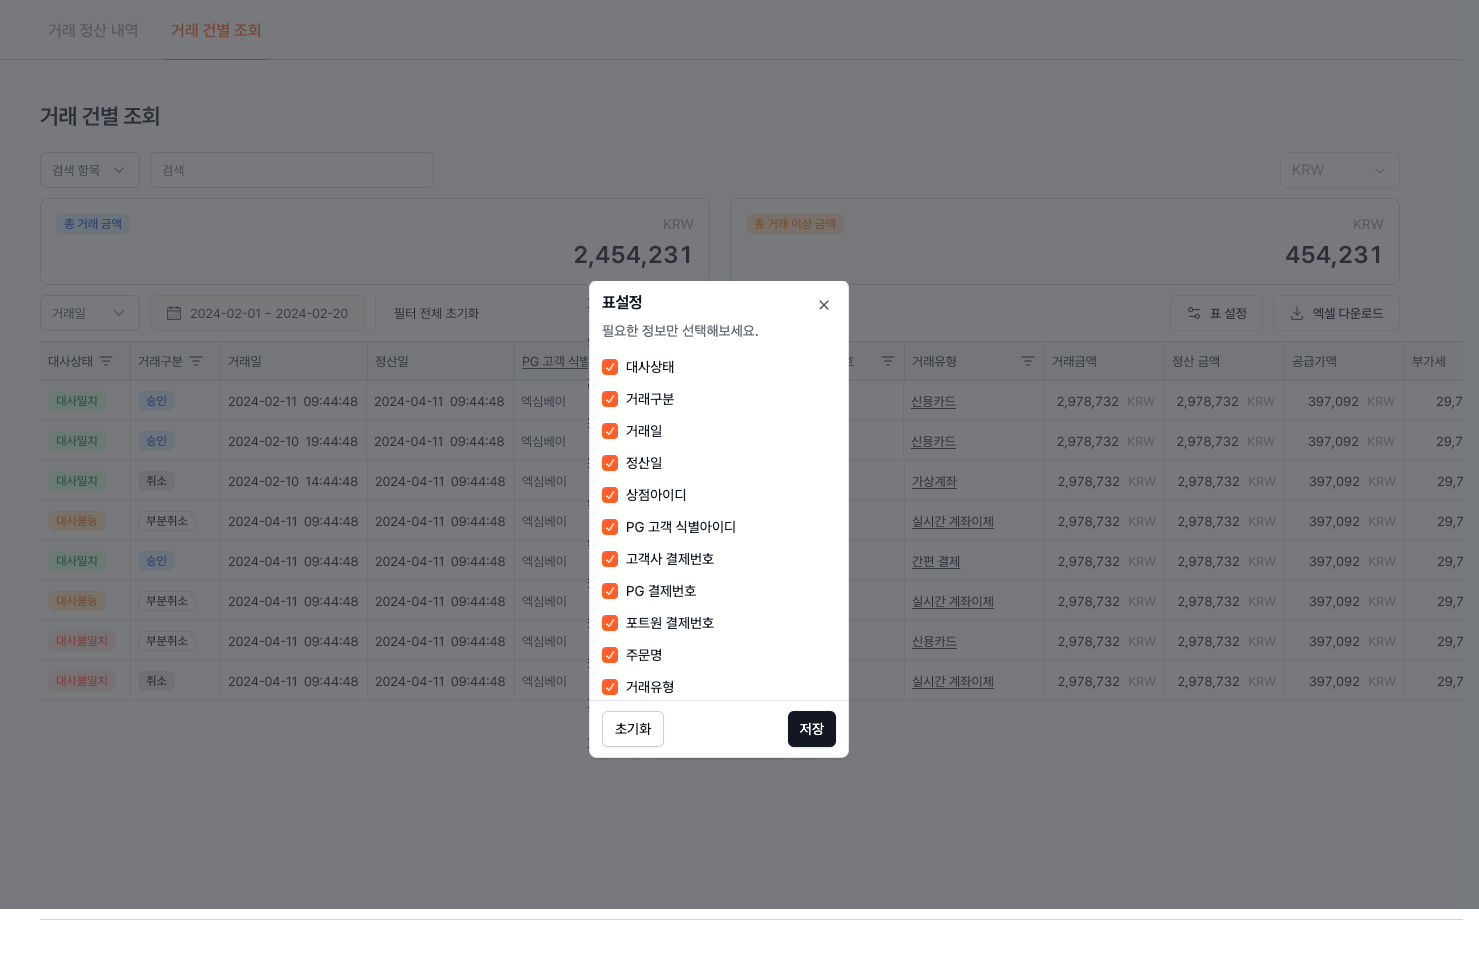 거래 정산 내역 거래 건별 조회
거래 건별 조회
검색 항목 검색 KRW
총 거래 금액 KRW
2,454,231
총 거래 이상 금액 KRW
454,231
거래일 2024-02-01 ~ 2024-02-20 필터 전체 초기화 표 설정 엑셀 다운로드
대사상태 거래구분 거래일 정산일 PG 고객 식별 거래유형 거래금액 정산 금액 공급가액 부가세
대사일치 승인 2024-02-11 09:44:48 2024-04-11 09:44:48 엑심베이 신용카드 2,978,732 KRW 2,978,732 KRW 397,092 KRW 29,7
대사일치 승인 2024-02-10 19:44:48 2024-04-11 09:44:48 엑심베이 신용카드 2,978,732 KRW 2,978,732 KRW 397,092 KRW 29,7
대사일치 취소 2024-02-10 14:44:48 2024-04-11 09:44:48 엑심베이 가상계좌 2,978,732 KRW 2,978,732 KRW 397,092 KRW 29,7
대사불능 부분취소 2024-04-11 09:44:48 2024-04-11 09:44:48 엑심베이 실시간 계좌이체 2,978,732 KRW 2,978,732 KRW 397,092 KRW 29,7
대사일치 승인 2024-04-11 09:44:48 2024-04-11 09:44:48 엑심베이 간편 결제 2,978,732 KRW 2,978,732 KRW 397,092 KRW 29,7
대사불능 부분취소 2024-04-11 09:44:48 2024-04-11 09:44:48 엑심베이 실시간 계좌이체 2,978,732 KRW 2,978,732 KRW 397,092 KRW 29,7
대사불일치 부분취소 2024-04-11 09:44:48 2024-04-11 09:44:48 엑심베이 신용카드 2,978,732 KRW 2,978,732 KRW 397,092 KRW 29,7
대사불일치 취소 2024-04-11 09:44:48 2024-04-11 09:44:48 엑심베이 실시간 계좌이체 2,978,732 KRW 2,978,732 KRW 397,092 KRW 29,7
표설정
필요한 정보만 선택해보세요.
대사상태
거래구분
거래일
정산일
상점아이디
PG 고객 식별아이디
고객사 결제번호
PG 결제번호
포트원 결제번호
주문명
거래유형
초기화 저장